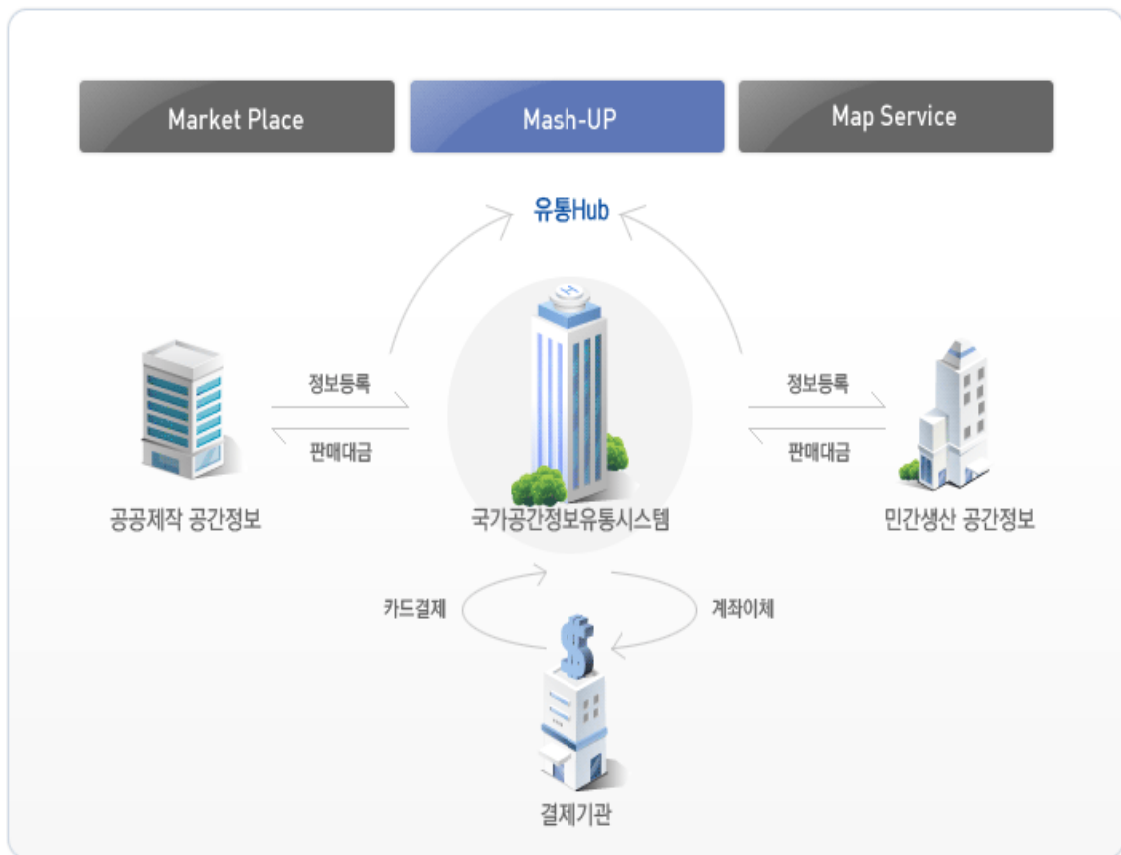 Market Place
Mash-UP
Map Service
유통Hub
정보등록
판매대금
정보등록
판매대금
공공제작 공간정보
국가공간정보유통시스템
민간생산 공간정보
카드결제
계좌이체
결제기관